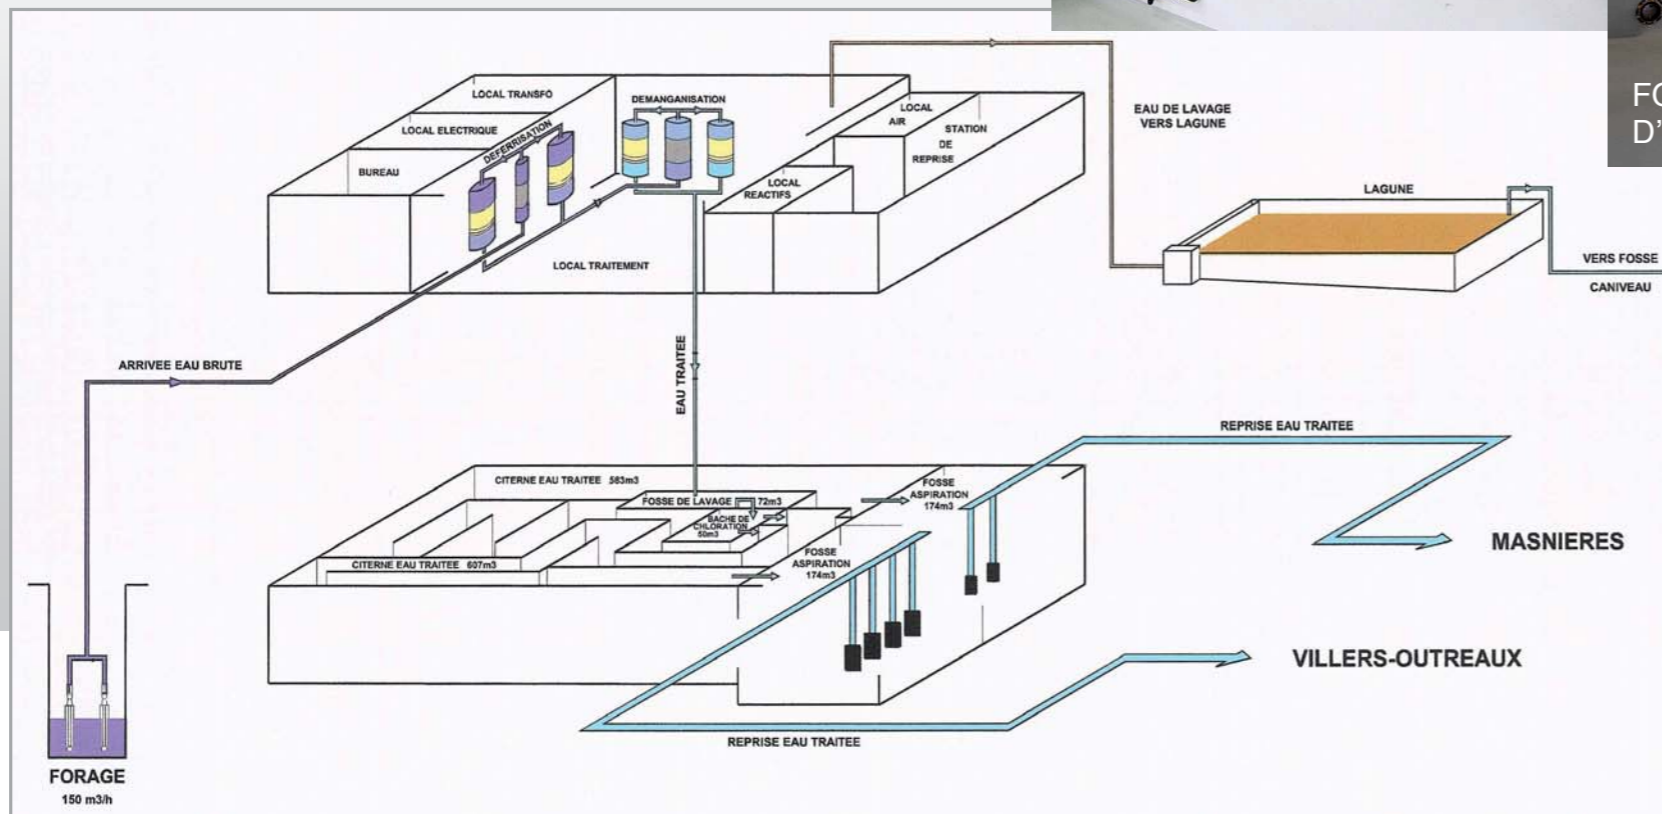 FO
D'
LOCAL TRANSFO
LOCAL ELECTRIQUE
BUREAU
DEFERRISATION
DEMANGANISATION
LOCAL
AIR
STATION
DE
REPRISE
LOCAL
REACTIFS
LOCAL TRAITEMENT
EAU DE LAVAGE
VERS LAGUNE
LAGUNE
VERS FOSSE
CANIVEAU
ARRIVEE EAU BRUTE
EAU TRAITEE
REPRISE EAU TRAITEE
CITERNE EAU TRAITEE 563m3
FOSSE DE LAVAGE 72m3
BACHE DE
CHLORATION
50m3
FOSSE
ASPIRATION
174m3
CITERNE EAU TRAITEE 607m3
FOSSE
ASPIRATION
174m3
MASNIERES
VILLERS-OUTREAUX
REPRISE EAU TRAITEE
FORAGE
150 m3/h